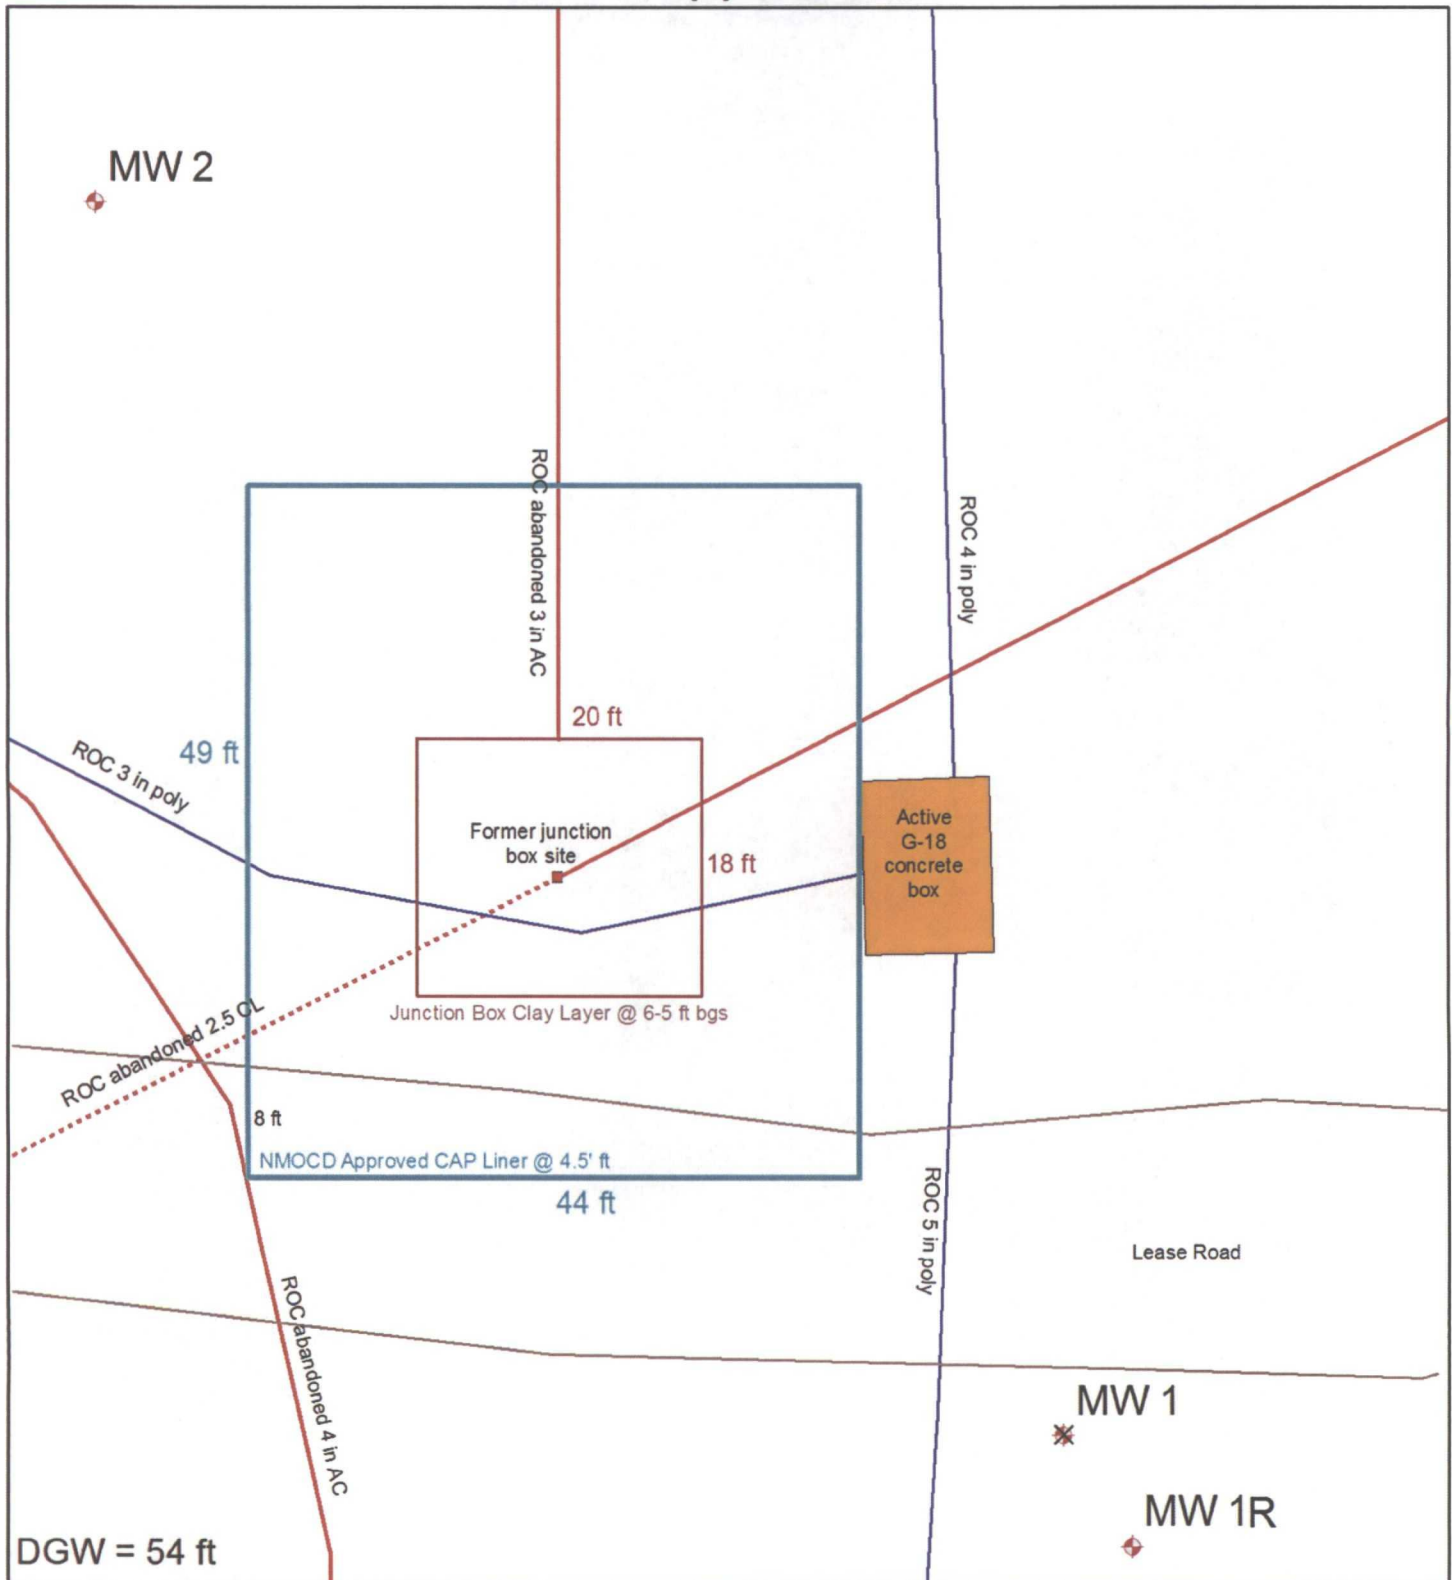 MW 2
ROC abandoned 3 in AC
ROC 4 in poly
20 ft
49 ft
ROC 3 in poly
Former junction
box site
18 ft
Active
G-18
concrete
box
Junction Box Clay Layer @ 6-5 ft bgs
ROC abandoned 2.5 CL
8 ft
NMOCD Approved CAP Liner @ 4.5' ft
44 ft
ROC 5 in poly
Lease Road
ROC abandoned 4 in AC
MW 1
MW 1R
DGW = 54 ft